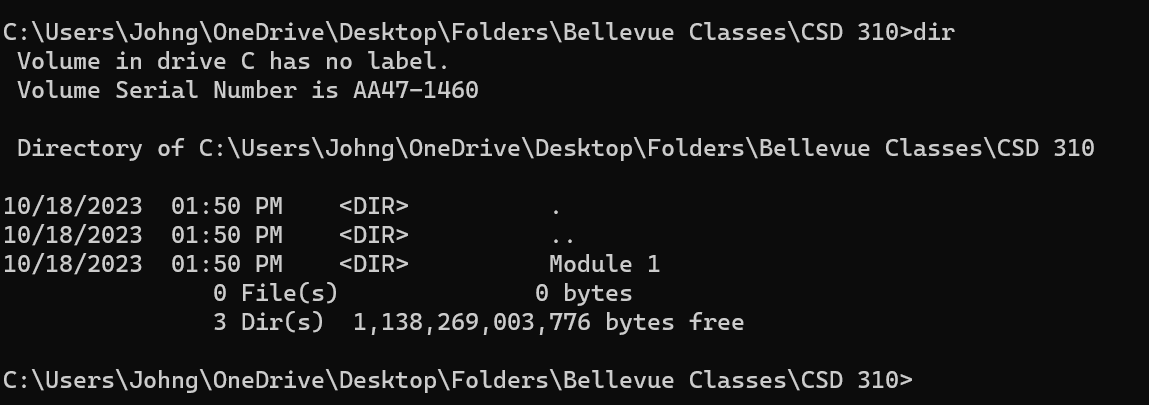 C:\Users\Johng\OneDrive\Desktop\Folders\Bellevue Classes\CSD 310>dir
 Volume in drive C has no label.
 Volume Serial Number is AA47-1460

 Directory of C:\Users\Johng\OneDrive\Desktop\Folders\Bellevue Classes\CSD 310

10/18/2023  01:50 PM    <DIR>          .
10/18/2023  01:50 PM    <DIR>          ..
10/18/2023  01:50 PM    <DIR>          Module 1
               0 File(s)              0 bytes
               3 Dir(s)  1,138,269,003,776 bytes free

C:\Users\Johng\OneDrive\Desktop\Folders\Bellevue Classes\CSD 310>